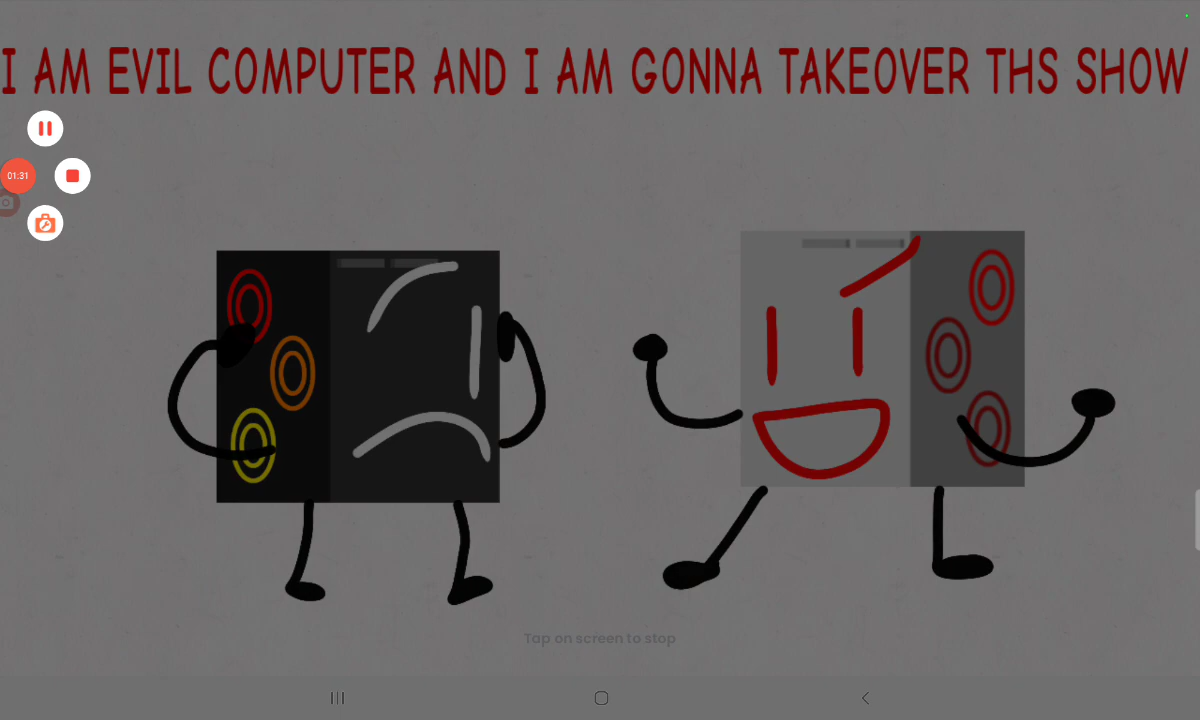 I AM EVIL COMPUTER AND I AM GONNA TAKEOVER THS SHOW
01:31
Tap on screen to stop